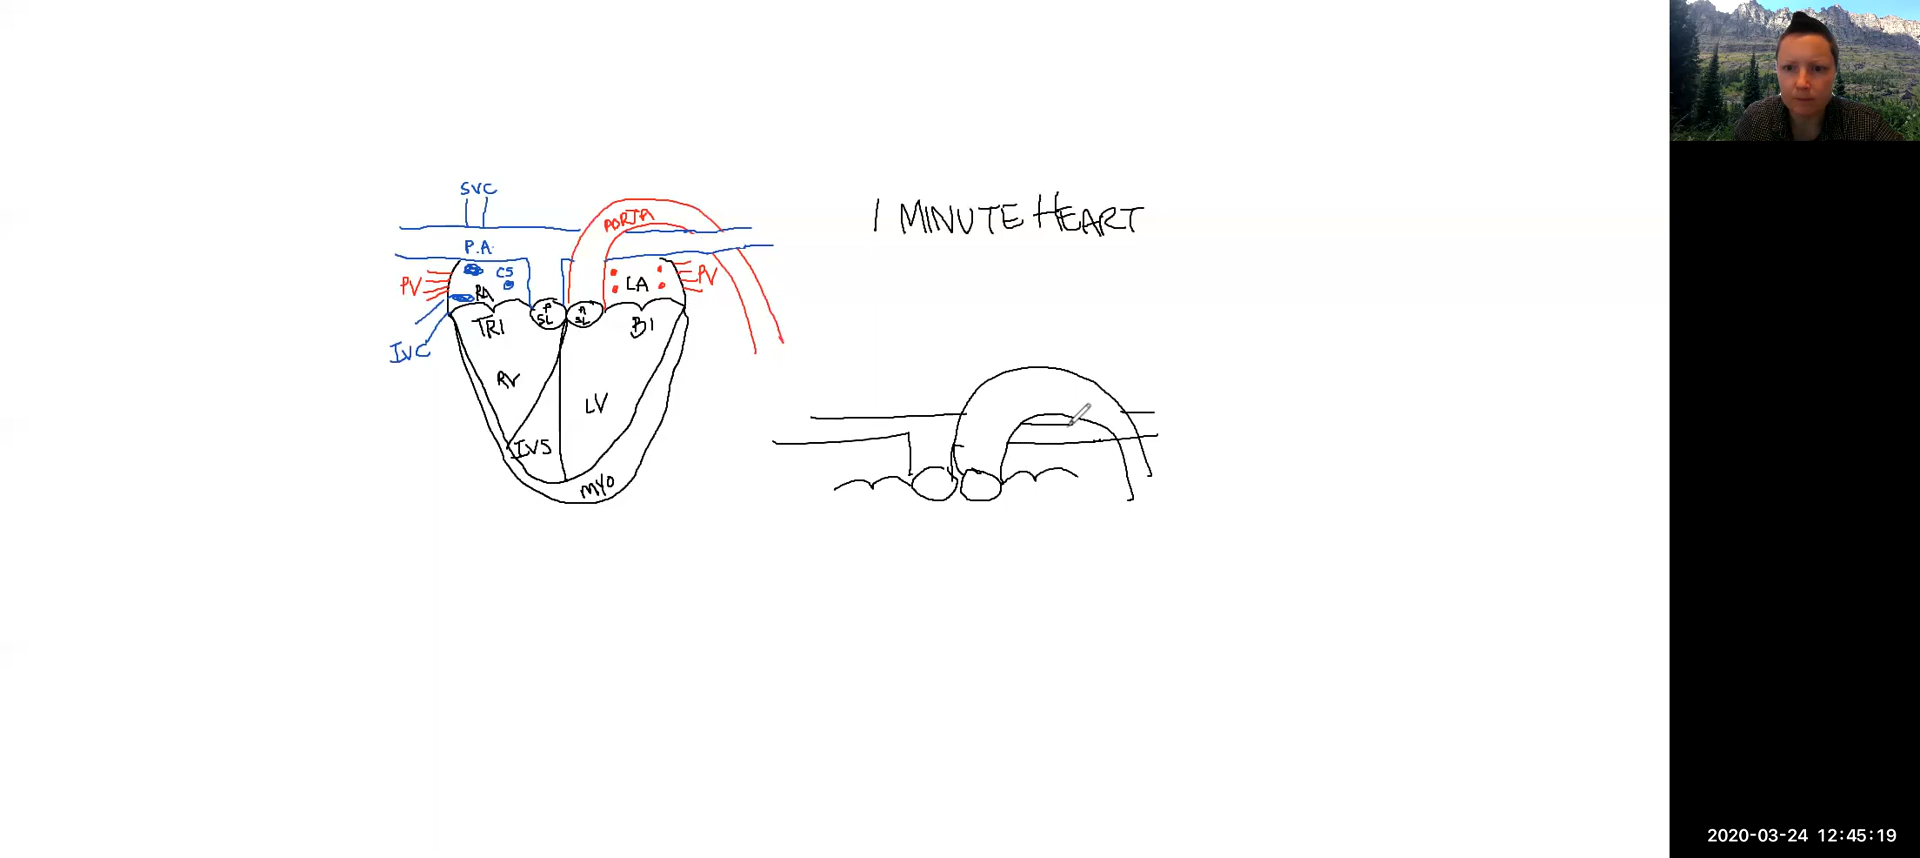 SVC
1 MINUTE HEART
AORTA
P.A.
CS
PV
LA
PV
RA
P
SL
A
SL
TRI
BI
IVC
RV
LV
IVS
MYO
2020-03-24 12:45:19